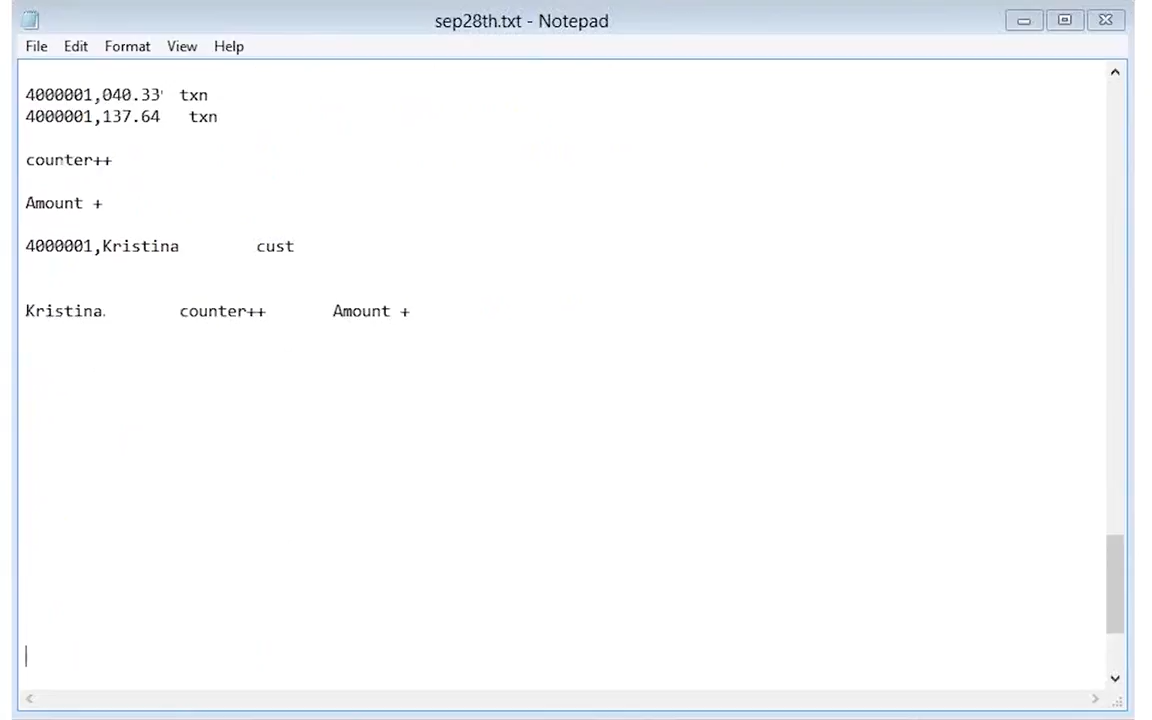 sep28th.txt - Notepad
File Edit Format View Help
4000001,040.33' txn
4000001,137.64 txn
counter++
Amount +
4000001,Kristina cust
Kristina. counter++ Amount +